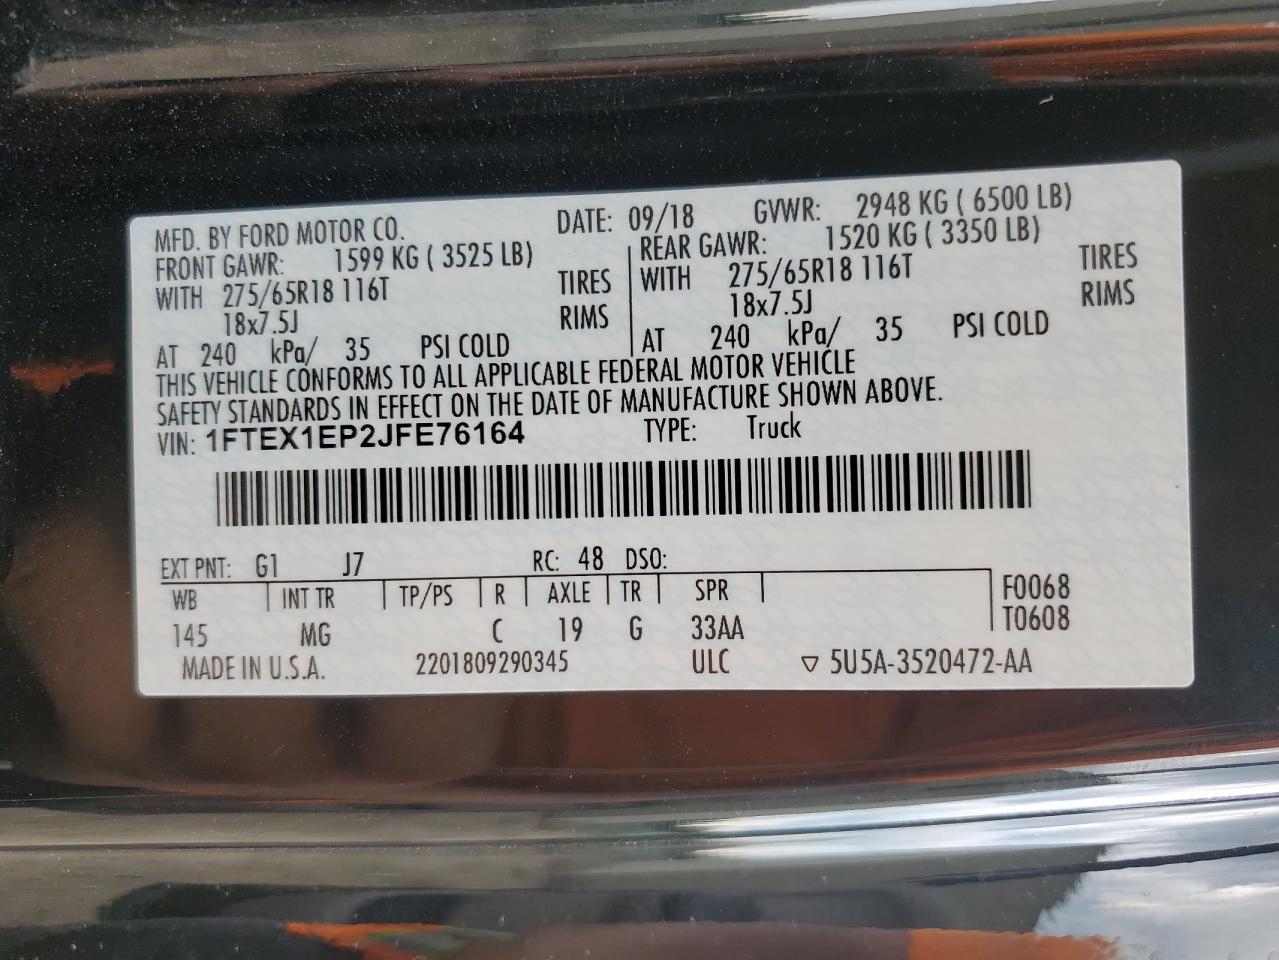 MFD. BY FORD MOTOR CO. DATE: 09/18 GVWR: 2948 KG ( 6500 LB)
FRONT GAWR: 1599 KG ( 3525 LB) REAR GAWR: 1520 KG ( 3350 LB)
WITH 275/65R18 116T TIRES WITH 275/65R18 116T TIRES
18x7.5J RIMS 18x7.5J RIMS
AT 240 kPa/ 35 PSI COLD AT 240 kPa/ 35 PSI COLD
THIS VEHICLE CONFORMS TO ALL APPLICABLE FEDERAL MOTOR VEHICLE
SAFETY STANDARDS IN EFFECT ON THE DATE OF MANUFACTURE SHOWN ABOVE.
VIN: 1FTEX1EP2JFE76164 TYPE: Truck
EXT PNT: G1 J7 RC: 48 DSO:
WB INT TR TP/PS R AXLE TR SPR F0068
145 MG C 19 G 33AA T0608
MADE IN U.S.A. 2201809290345 ULC ▽ 5U5A-3520472-AA